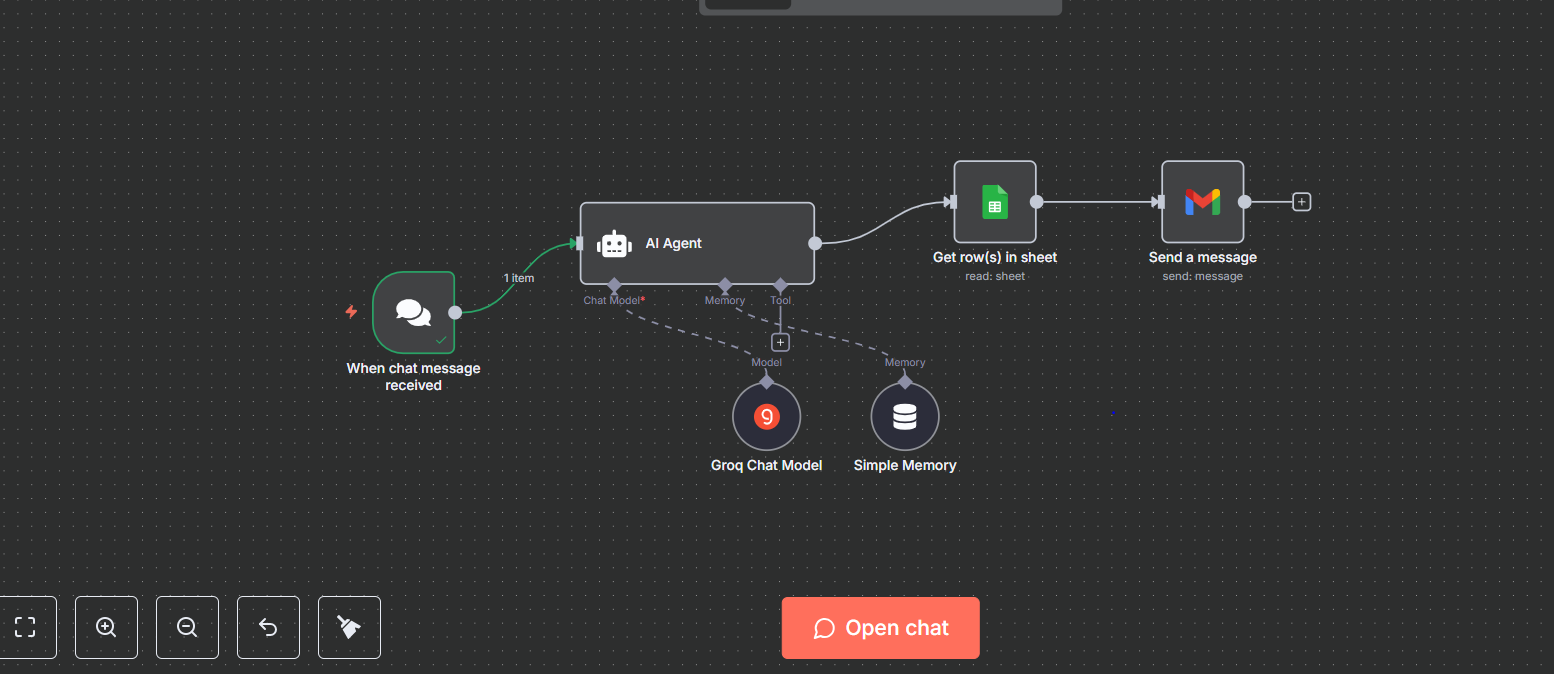 1 item
AI Agent
Chat Model*
Memory
Tool
When chat message
received
Get row(s) in sheet
read: sheet
Send a message
send: message
Model
Memory
Groq Chat Model
Simple Memory
Open chat